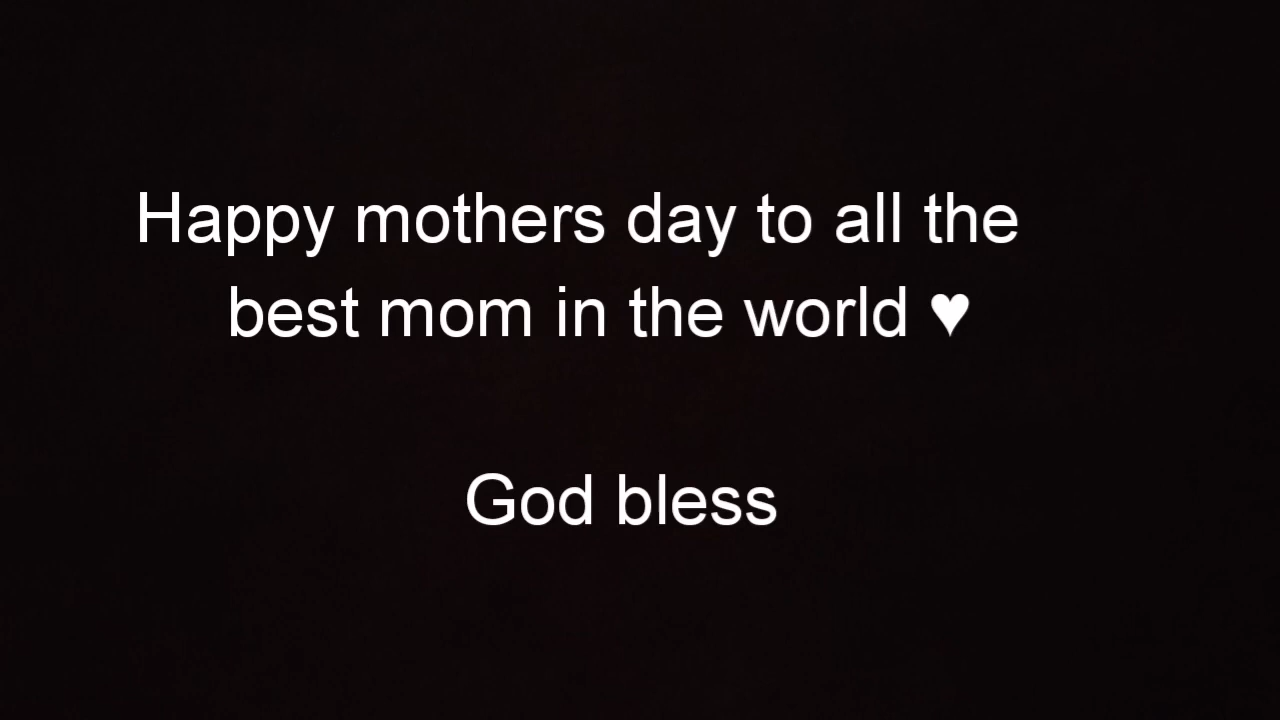 Happy mothers day to all the
best mom in the world ♥
God bless